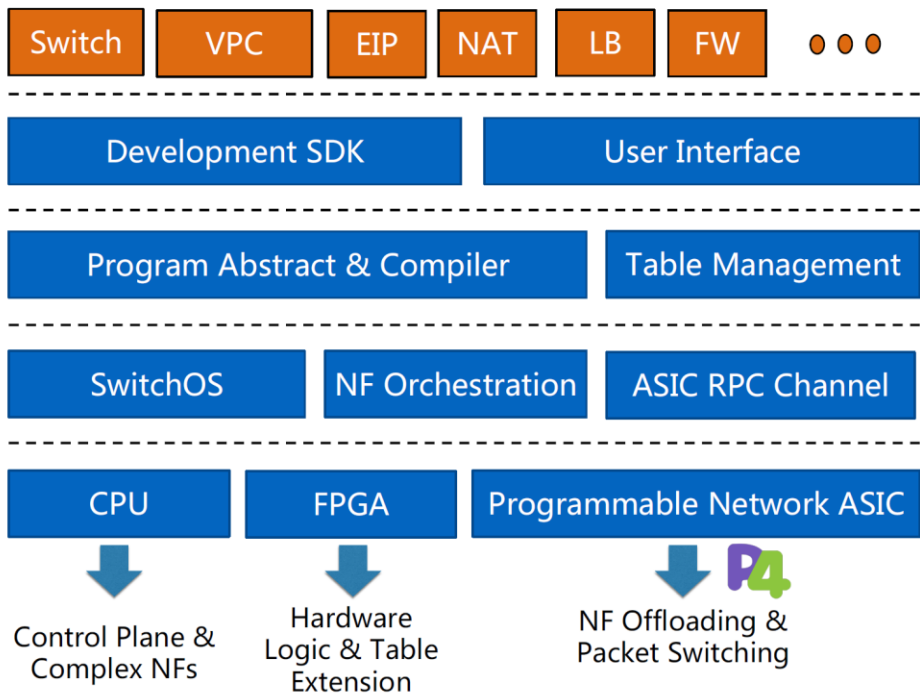 Switch VPC EIP NAT LB FW
Development SDK User Interface
Program Abstract & Compiler Table Management
SwitchOS NF Orchestration ASIC RPC Channel
CPU FPGA Programmable Network ASIC
P4
Control Plane &
Complex NFs
Hardware
Logic & Table
Extension
NF Offloading &
Packet Switching